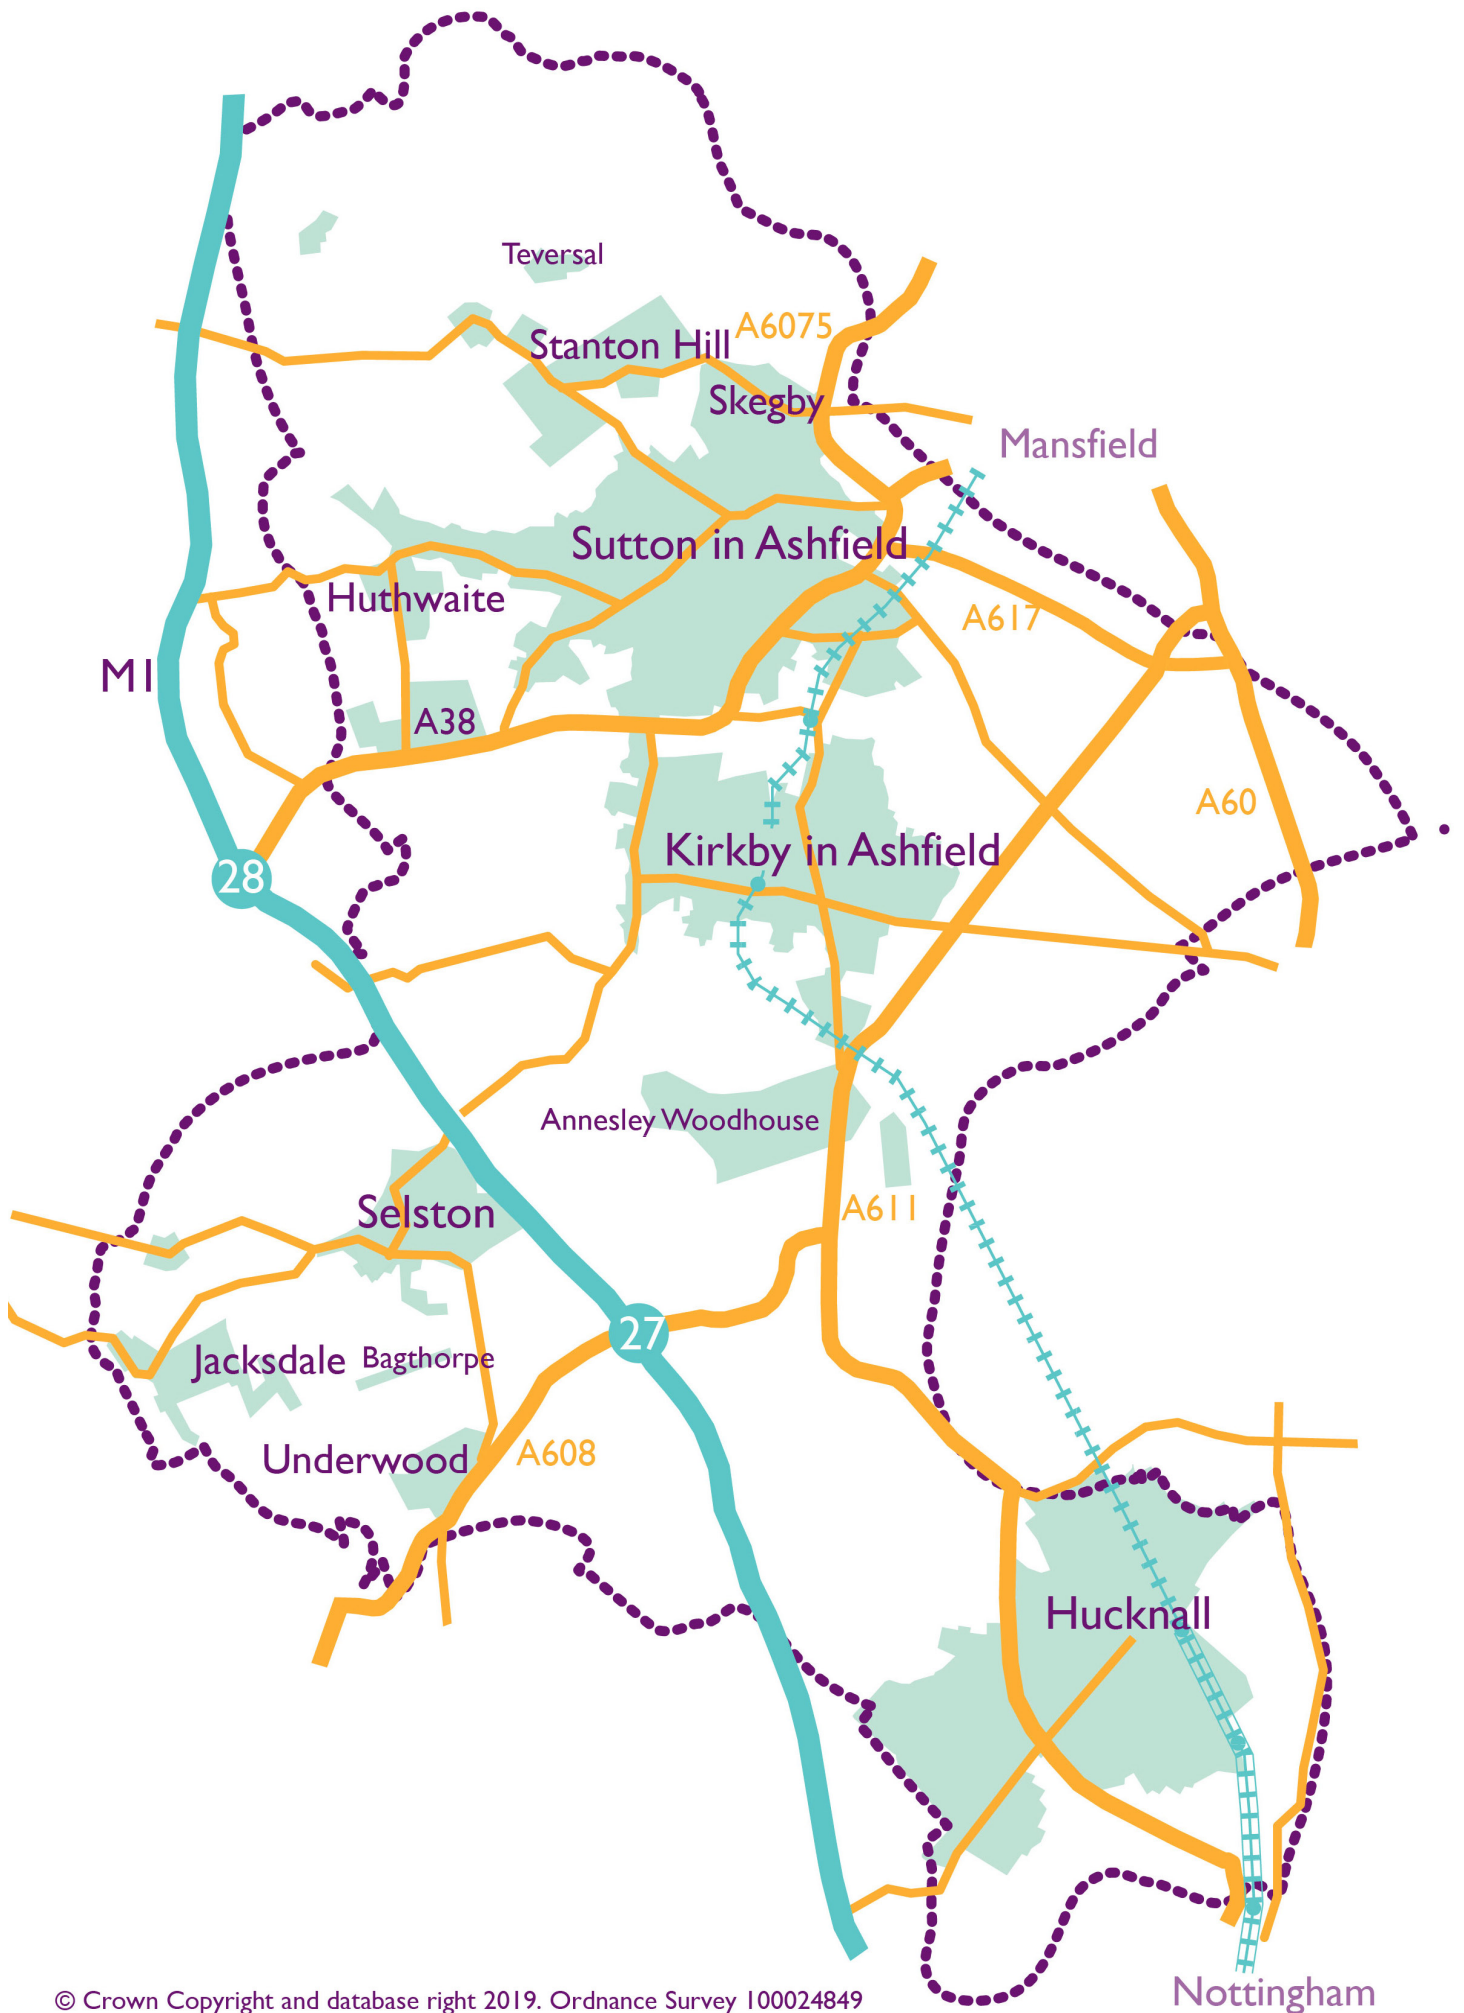 Teversal
Stanton Hill
A6075
Skegby
Mansfield
Sutton in Ashfield
Huthwaite
A617
M1
A38
A60
Kirkby in Ashfield
28
Annesley Woodhouse
Selston
A611
27
Jacksdale
Bagthorpe
Underwood
A608
Hucknall
Nottingham
© Crown Copyright and database right 2019. Ordnance Survey 100024849